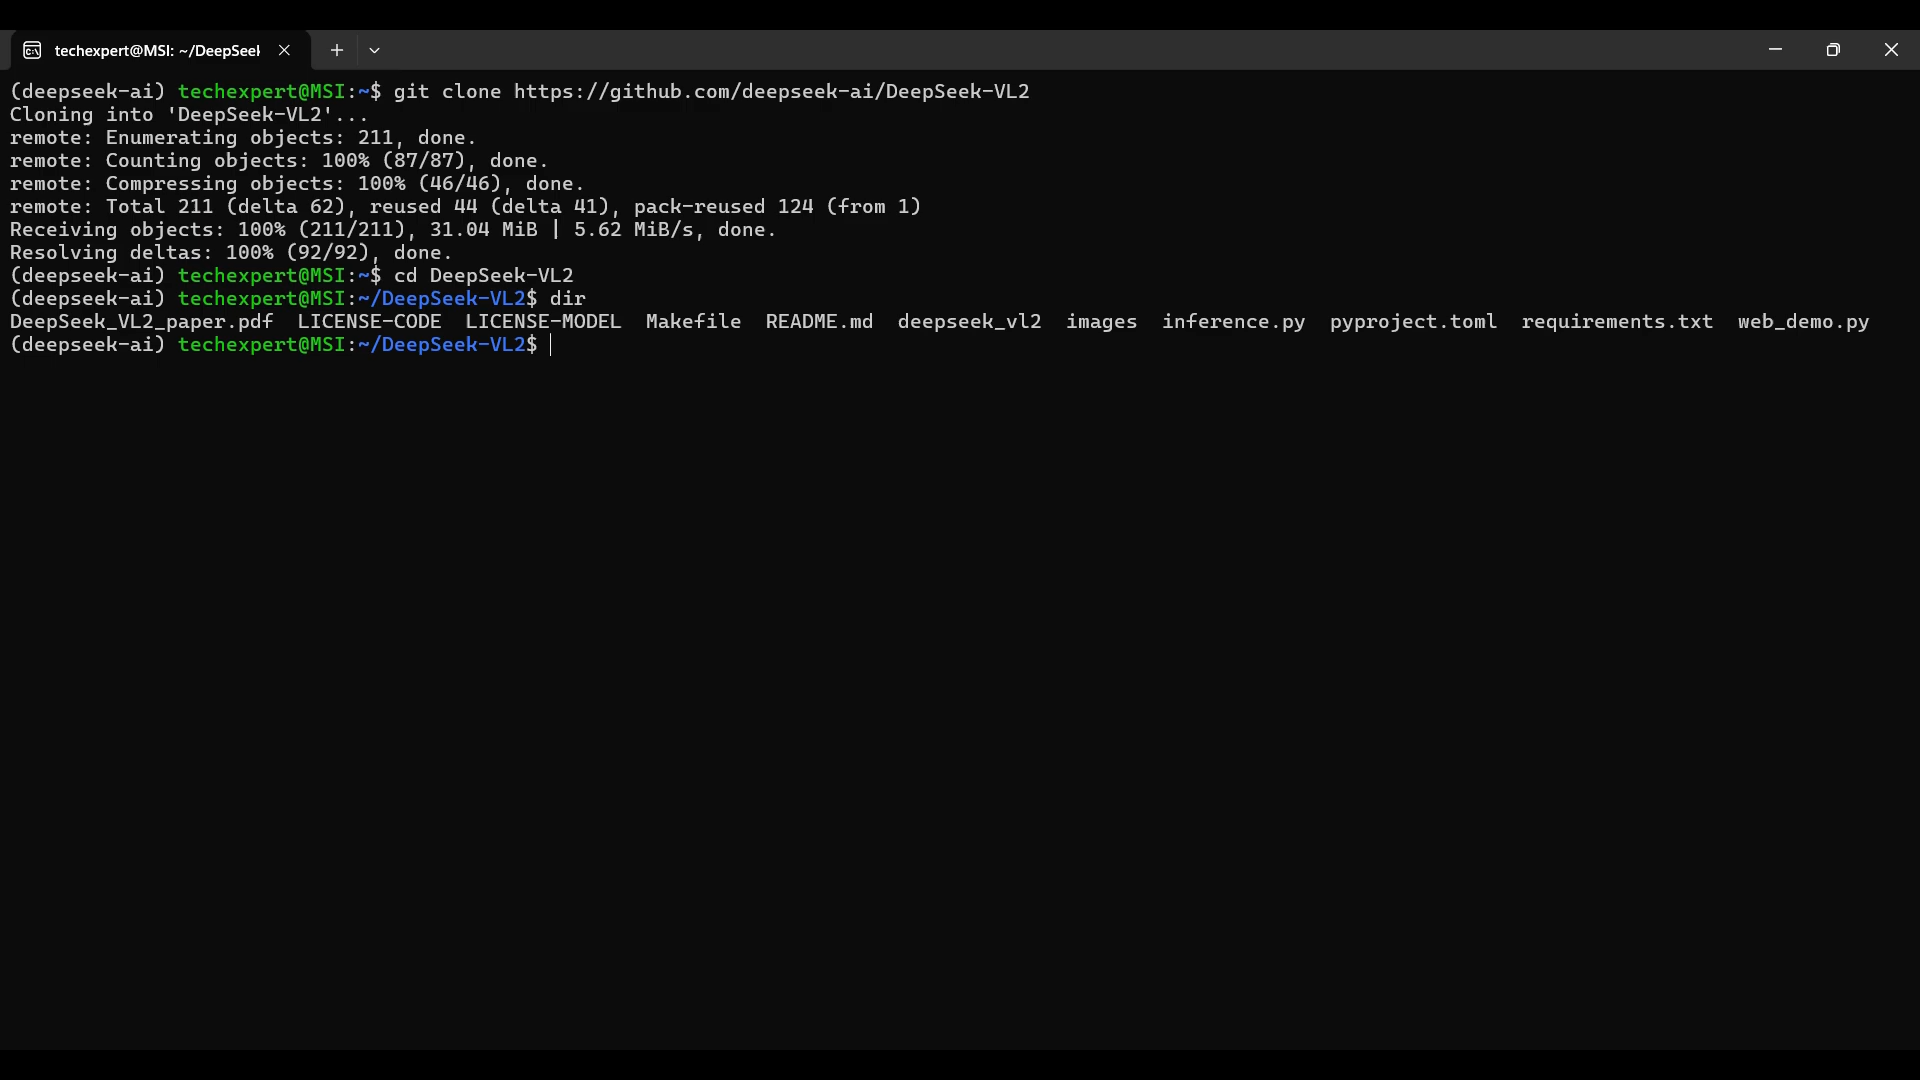 techexpert@MSI: ~/DeepSeek
(deepseek-ai) techexpert@MSI:~$ git clone https://github.com/deepseek-ai/DeepSeek-VL2
Cloning into 'DeepSeek-VL2'...
remote: Enumerating objects: 211, done.
remote: Counting objects: 100% (87/87), done.
remote: Compressing objects: 100% (46/46), done.
remote: Total 211 (delta 62), reused 44 (delta 41), pack-reused 124 (from 1)
Receiving objects: 100% (211/211), 31.04 MiB | 5.62 MiB/s, done.
Resolving deltas: 100% (92/92), done.
(deepseek-ai) techexpert@MSI:~$ cd DeepSeek-VL2
(deepseek-ai) techexpert@MSI:~/DeepSeek-VL2$ dir
DeepSeek_VL2_paper.pdf  LICENSE-CODE  LICENSE-MODEL  Makefile  README.md  deepseek_vl2  images  inference.py  pyproject.toml  requirements.txt  web_demo.py
(deepseek-ai) techexpert@MSI:~/DeepSeek-VL2$